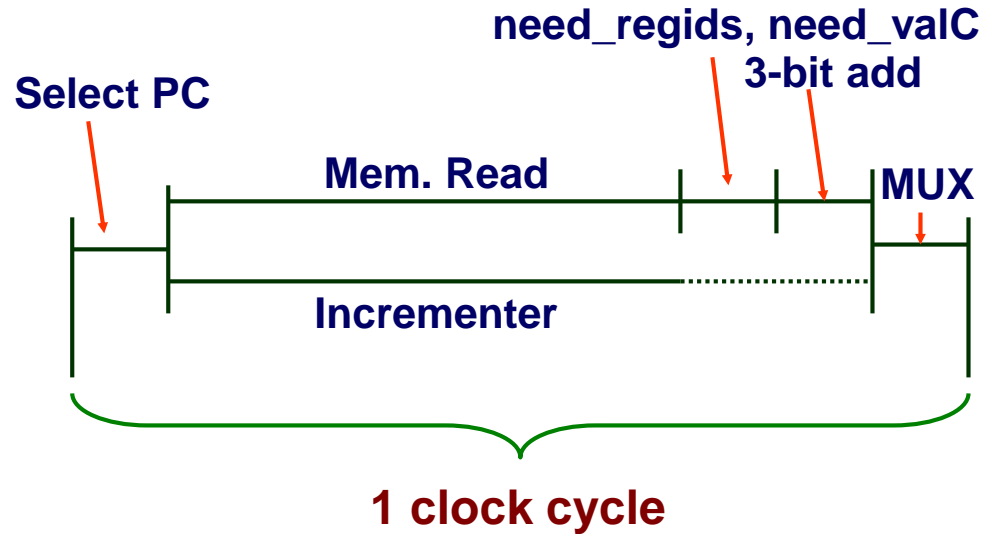 need_regids, need_valC
3-bit add
Select PC
Mem. Read
MUX
Incrementer
1 clock cycle